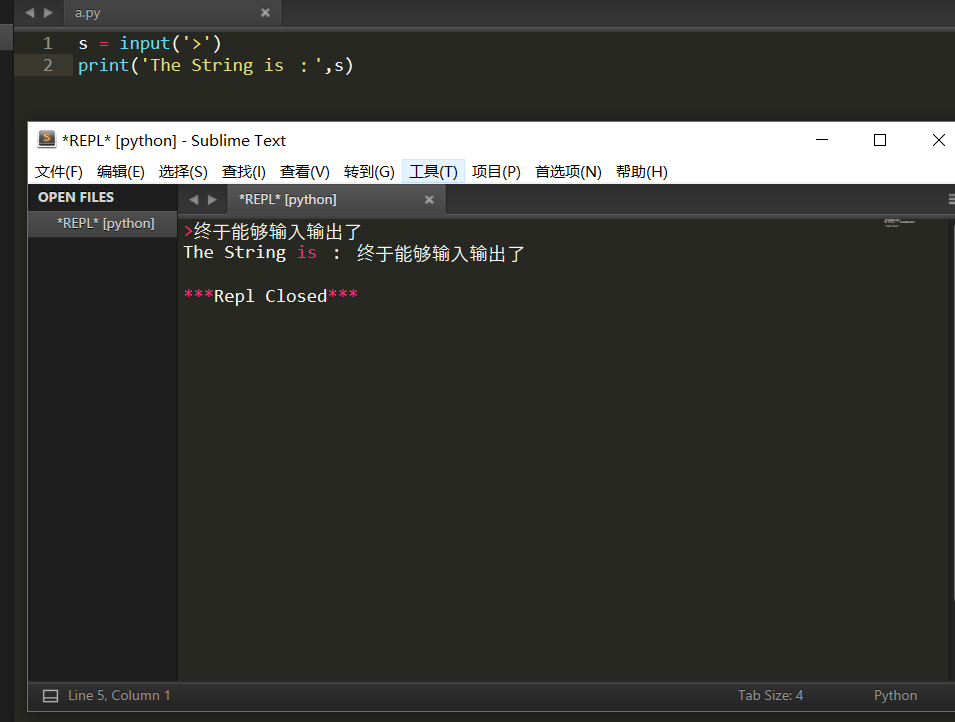 a.py
1 s = input('>')
2 print('The String is :',s)
*REPL* [python] - Sublime Text
文件(F) 编辑(E) 选择(S) 查找(I) 查看(V) 转到(G) 工具(T) 项目(P) 首选项(N) 帮助(H)
OPEN FILES
*REPL* [python]
*REPL* [python]
>终于能够输入输出了
The String is : 终于能够输入输出了
***Repl Closed***
Line 5, Column 1 Tab Size: 4 Python